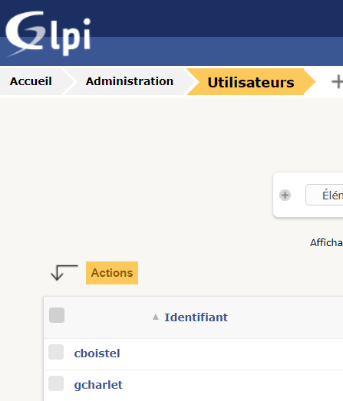 Glpi
Accueil Administration Utilisateurs
Élém
Afficha
Actions
Identifiant
cboistel
gcharlet